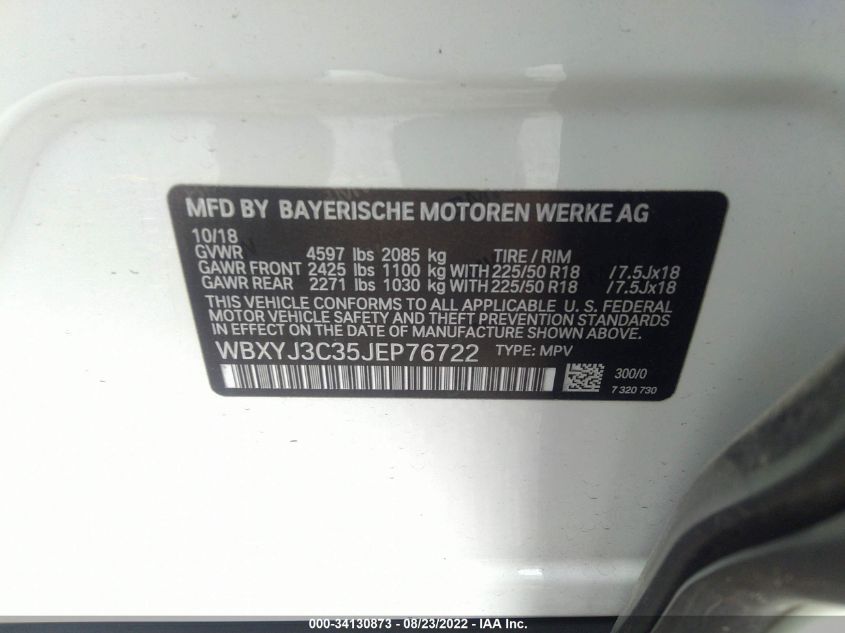 MFD BY BAYERISCHE MOTOREN WERKE AG
10/18
GVWR 4597 lbs 2085 kg TIRE / RIM
GAWR FRONT 2425 lbs 1100 kg WITH 225/50 R18 /7.5Jx18
GAWR REAR 2271 lbs 1030 kg WITH 225/50 R18 /7.5Jx18
THIS VEHICLE CONFORMS TO ALL APPLICABLE U. S. FEDERAL
MOTOR VEHICLE SAFETY AND THEFT PREVENTION STANDARDS
IN EFFECT ON THE DATE OF MANUFACTURE SHOWN ABOVE.
WBXYJ3C35JEP76722 TYPE: MPV
300/0
7 320 730
000-34130873 - 08/23/2022 - IAA Inc.